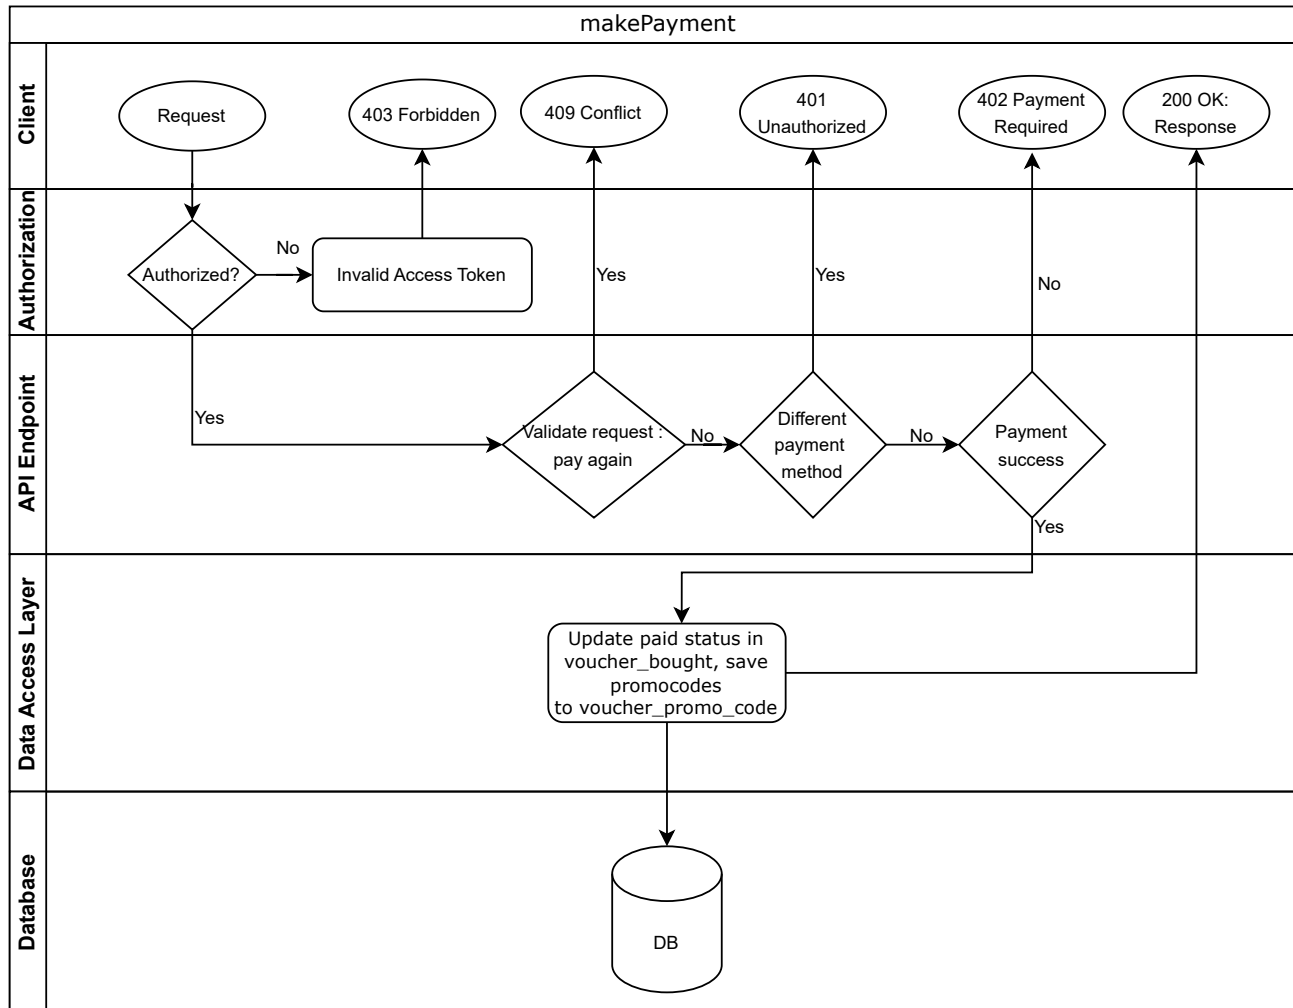 makePayment
Client
Request
403 Forbidden
409 Conflict
401
Unauthorized
402 Payment
Required
200 OK:
Response
Authorization
Authorized?
No
Invalid Access Token
Yes
Yes
No
API Endpoint
Yes
Validate request :
pay again
No
Different
payment
method
No
Payment
success
Yes
Data Access Layer
Update paid status in
voucher_bought, save
promocodes
to voucher_promo_code
Database
DB